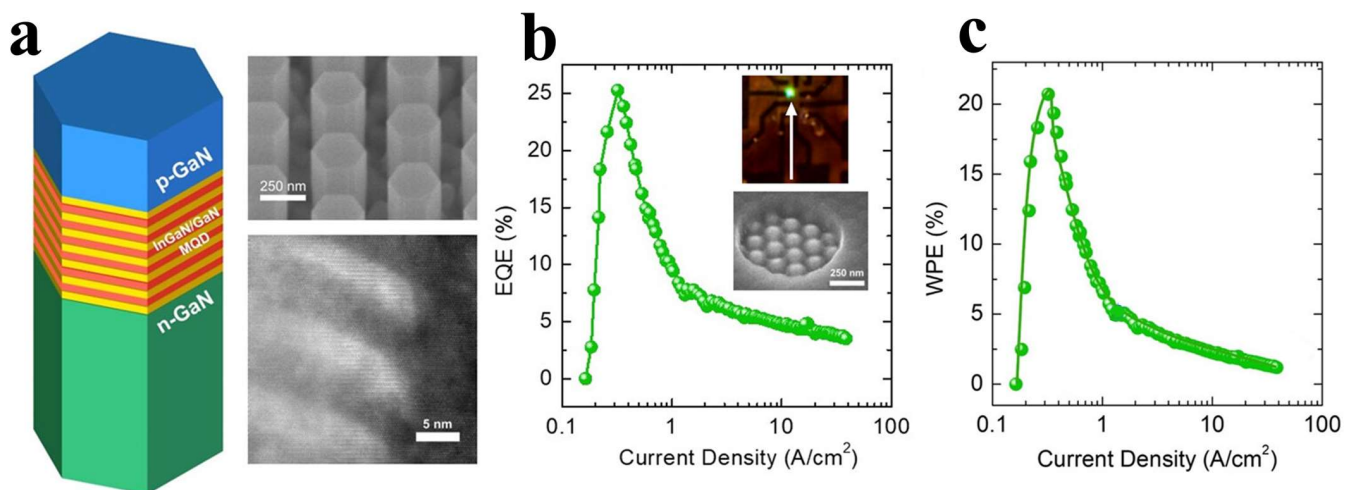 a
p-GaN
InGaN/GaN
MQD
n-GaN
250 nm
5 nm
b
EQE (%)
25
20
15
10
5
0
0.1
1
10
100
Current Density (A/cm²)
250 nm
c
WPE (%)
20
15
10
5
0
0.1
1
10
100
Current Density (A/cm²)